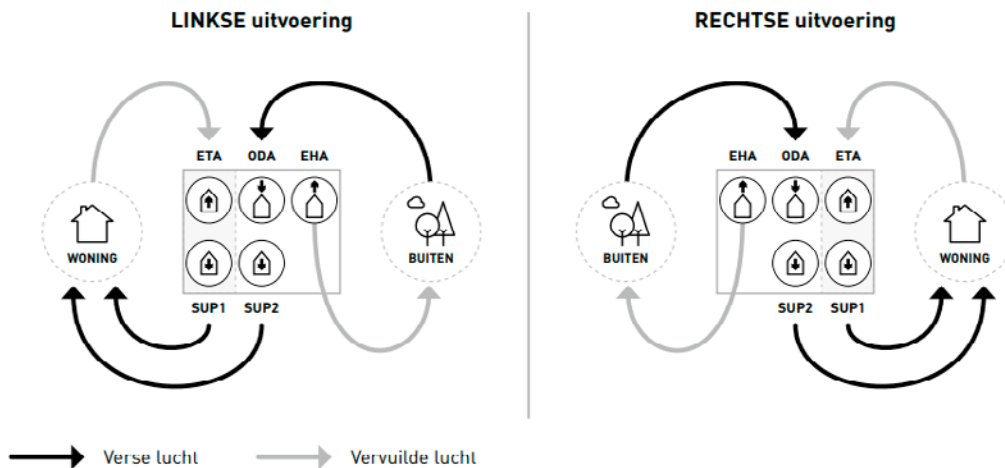 LINKSE uitvoering
ETA ODA EHA
WONING
BUITEN
SUP1 SUP2
RECHTSE uitvoering
EHA ODA ETA
BUITEN
WONING
SUP2 SUP1
Verse lucht
Vervuilde lucht